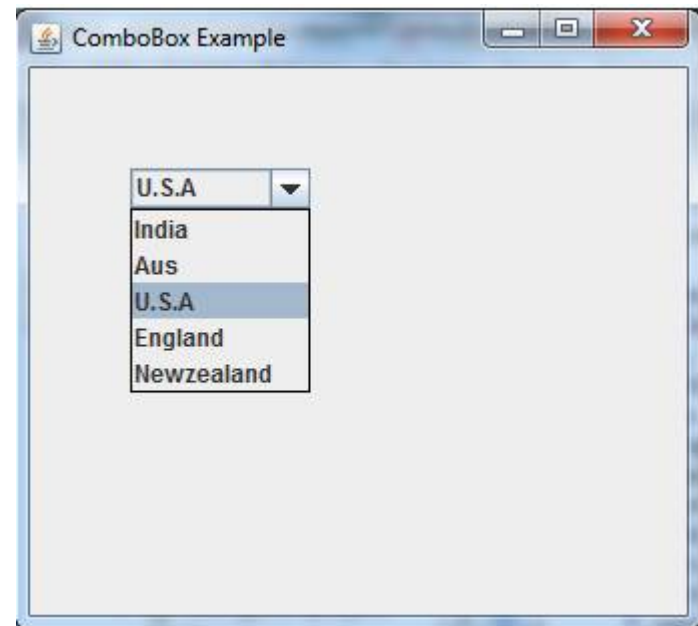 ComboBox Example
U.S.A
India
Aus
U.S.A
England
Newzealand